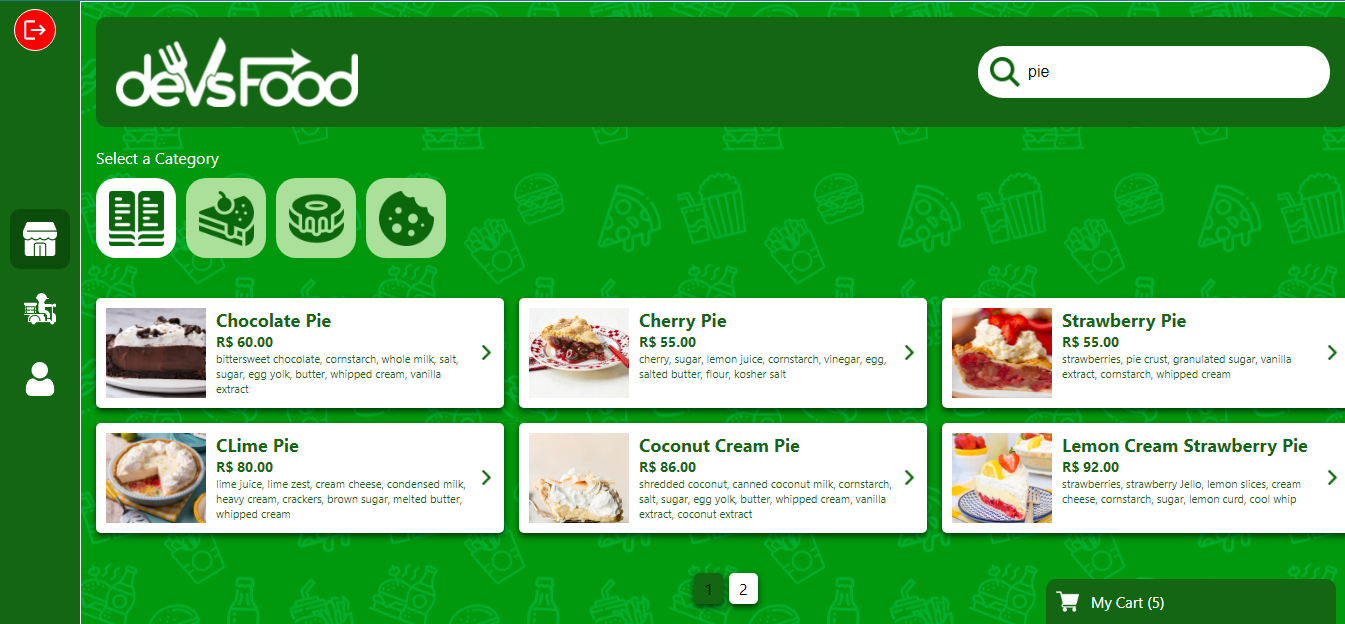 devsFood
pie
Select a Category
Chocolate Pie
R$ 60.00
bittersweet chocolate, cornstarch, whole milk, salt,
sugar, egg yolk, butter, whipped cream, vanilla
extract
Cherry Pie
R$ 55.00
cherry, sugar, lemon juice, cornstarch, vinegar, egg,
salted butter, flour, kosher salt
Strawberry Pie
R$ 55.00
strawberries, pie crust, granulated sugar, vanilla
extract, cornstarch, whipped cream
CLime Pie
R$ 80.00
lime juice, lime zest, cream cheese, condensed milk,
heavy cream, crackers, brown sugar, melted butter,
whipped cream
Coconut Cream Pie
R$ 86.00
shredded coconut, canned coconut milk, cornstarch,
salt, sugar, egg yolk, butter, whipped cream, vanilla
extract, coconut extract
Lemon Cream Strawberry Pie
R$ 92.00
strawberries, strawberry Jello, lemon slices, cream
cheese, cornstarch, sugar, lemon curd, cool whip
1 2
My Cart (5)